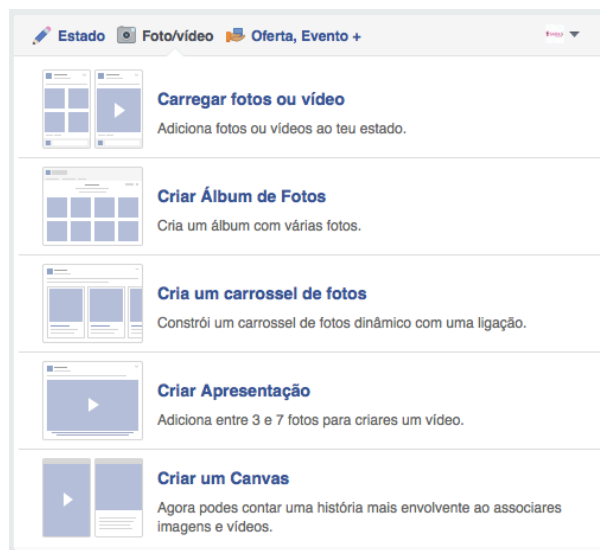 Estado Foto/vídeo Oferta, Evento +
Carregar fotos ou vídeo
Adiciona fotos ou vídeos ao teu estado.
Criar Álbum de Fotos
Cria um álbum com várias fotos.
Cria um carrossel de fotos
Constrói um carrossel de fotos dinâmico com uma ligação.
Criar Apresentação
Adiciona entre 3 e 7 fotos para criares um vídeo.
Criar um Canvas
Agora podes contar uma história mais envolvente ao associares
imagens e vídeos.